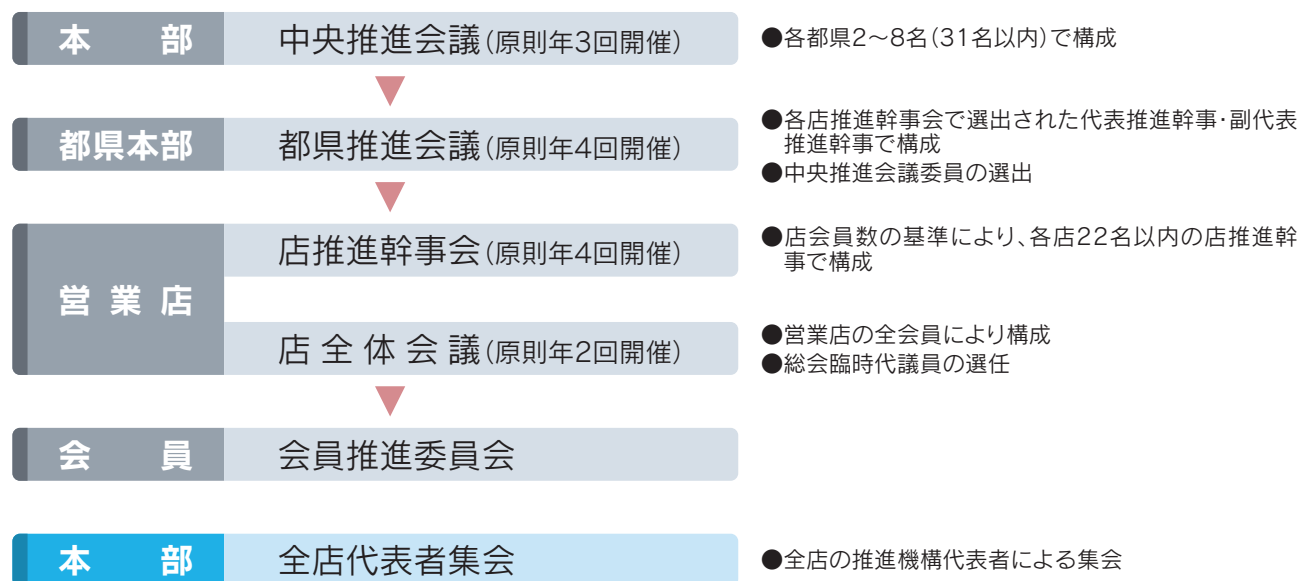 本部 中央推進会議(原則年3回開催) ●各都県2〜8名(31名以内)で構成
都県本部 都県推進会議(原則年4回開催) ●各店推進幹事会で選出された代表推進幹事・副代表
推進幹事で構成
●中央推進会議委員の選出
営業店
店推進幹事会(原則年4回開催) ●店会員数の基準により、各店22名以内の店推進幹
事で構成
店全体会議(原則年2回開催) ●営業店の全会員により構成
●総会臨時代議員の選任
会員 会員推進委員会
本部 全店代表者集会 ●全店の推進機構代表者による集会